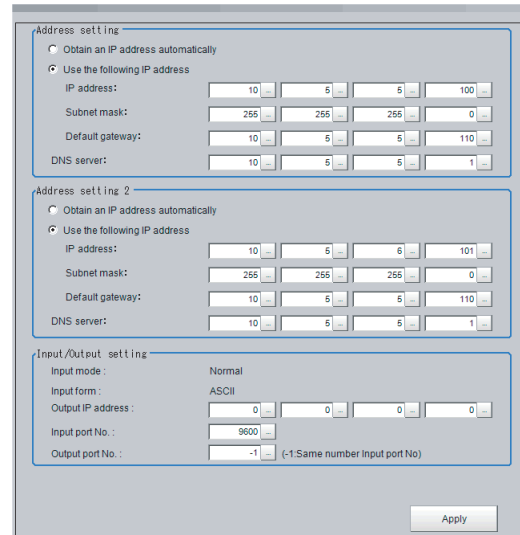 Address setting
Obtain an IP address automatically
Use the following IP address
IP address: 10 ... 5 ... 5 ... 100 ...
Subnet mask: 255 ... 255 ... 255 ... 0 ...
Default gateway: 10 ... 5 ... 5 ... 110 ...
DNS server: 10 ... 5 ... 5 ... 1 ...
Address setting 2
Obtain an IP address automatically
Use the following IP address
IP address: 10 ... 5 ... 6 ... 101 ...
Subnet mask: 255 ... 255 ... 255 ... 0 ...
Default gateway: 10 ... 5 ... 5 ... 110 ...
DNS server: 10 ... 5 ... 5 ... 1 ...
Input/Output setting
Input mode : Normal
Input form : ASCII
Output IP address : 0 ... 0 ... 0 ... 0 ...
Input port No. : 9600 ...
Output port No. : -1 ... (-1:Same number Input port No)
Apply